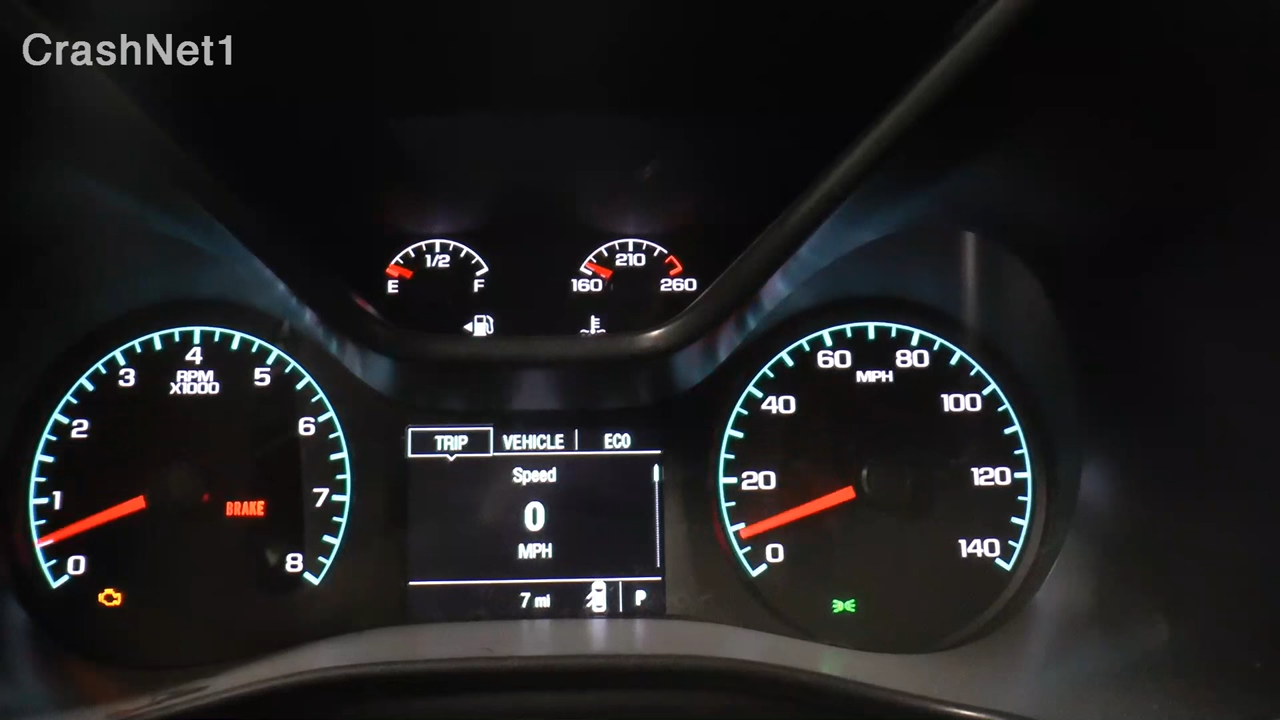 CrashNet1
1/2
E F
210
160 260
0 1 2 3 4 5 6 7 8
RPM
X1000
BRAKE
TRIP VEHICLE ECO
Speed
0
MPH
7 mi P
0 20 40 60 80 100 120 140
MPH